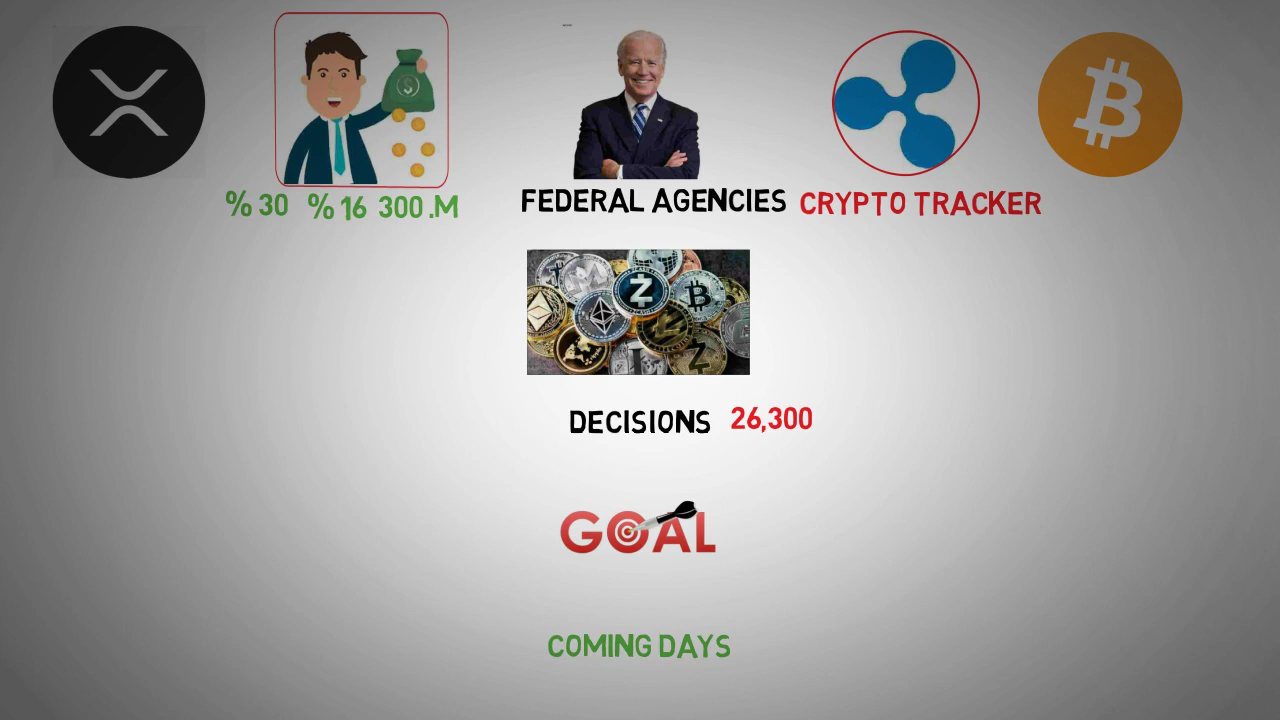 % 30 % 16 300 .M
FEDERAL AGENCIES
CRYPTO TRACKER
DECISIONS 26,300
GOAL
COMING DAYS